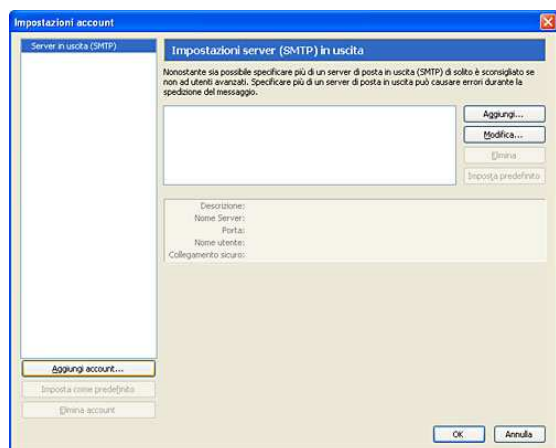 Impostazioni account
Server in uscita (SMTP)
Impostazioni server (SMTP) in uscita
Nonostante sia possibile specificare più di un server di posta in uscita (SMTP) di solito è sconsigliato se
non ad utenti avanzati. Specificare più di un server di posta in uscita può causare errori durante la
spedizione del messaggio.
Aggiungi...
Modifica...
Elimina
Imposta predefinito
Descrizione:
Nome Server:
Porta:
Nome utente:
Collegamento sicuro:
Aggiungi account...
Imposta come predefinito
Elimina account
OK
Annulla